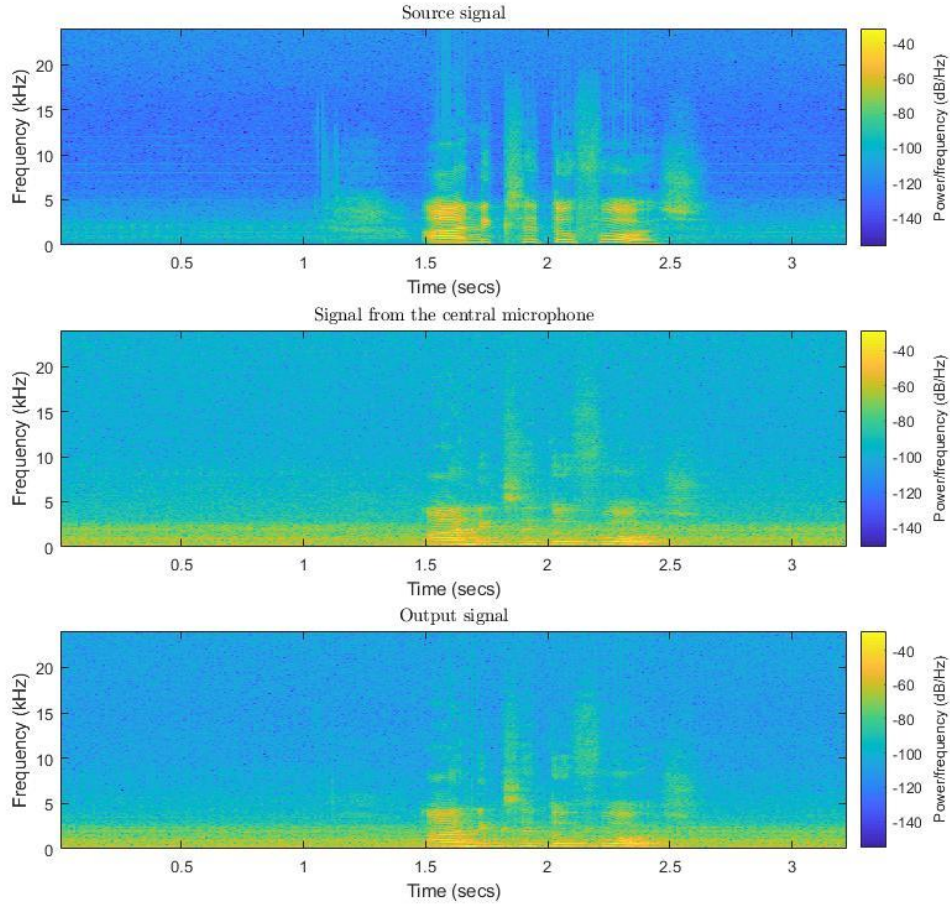 Source signal
20
15
10
5
0
Frequency (kHz)
0.5 1 1.5 2 2.5 3
Time (secs)
-40
-60
-80
-100
-120
-140
Power/frequency (dB/Hz)
Signal from the central microphone
20
15
10
5
0
Frequency (kHz)
0.5 1 1.5 2 2.5 3
Time (secs)
-40
-60
-80
-100
-120
-140
Power/frequency (dB/Hz)
Output signal
20
15
10
5
0
Frequency (kHz)
0.5 1 1.5 2 2.5 3
Time (secs)
-40
-60
-80
-100
-120
-140
Power/frequency (dB/Hz)